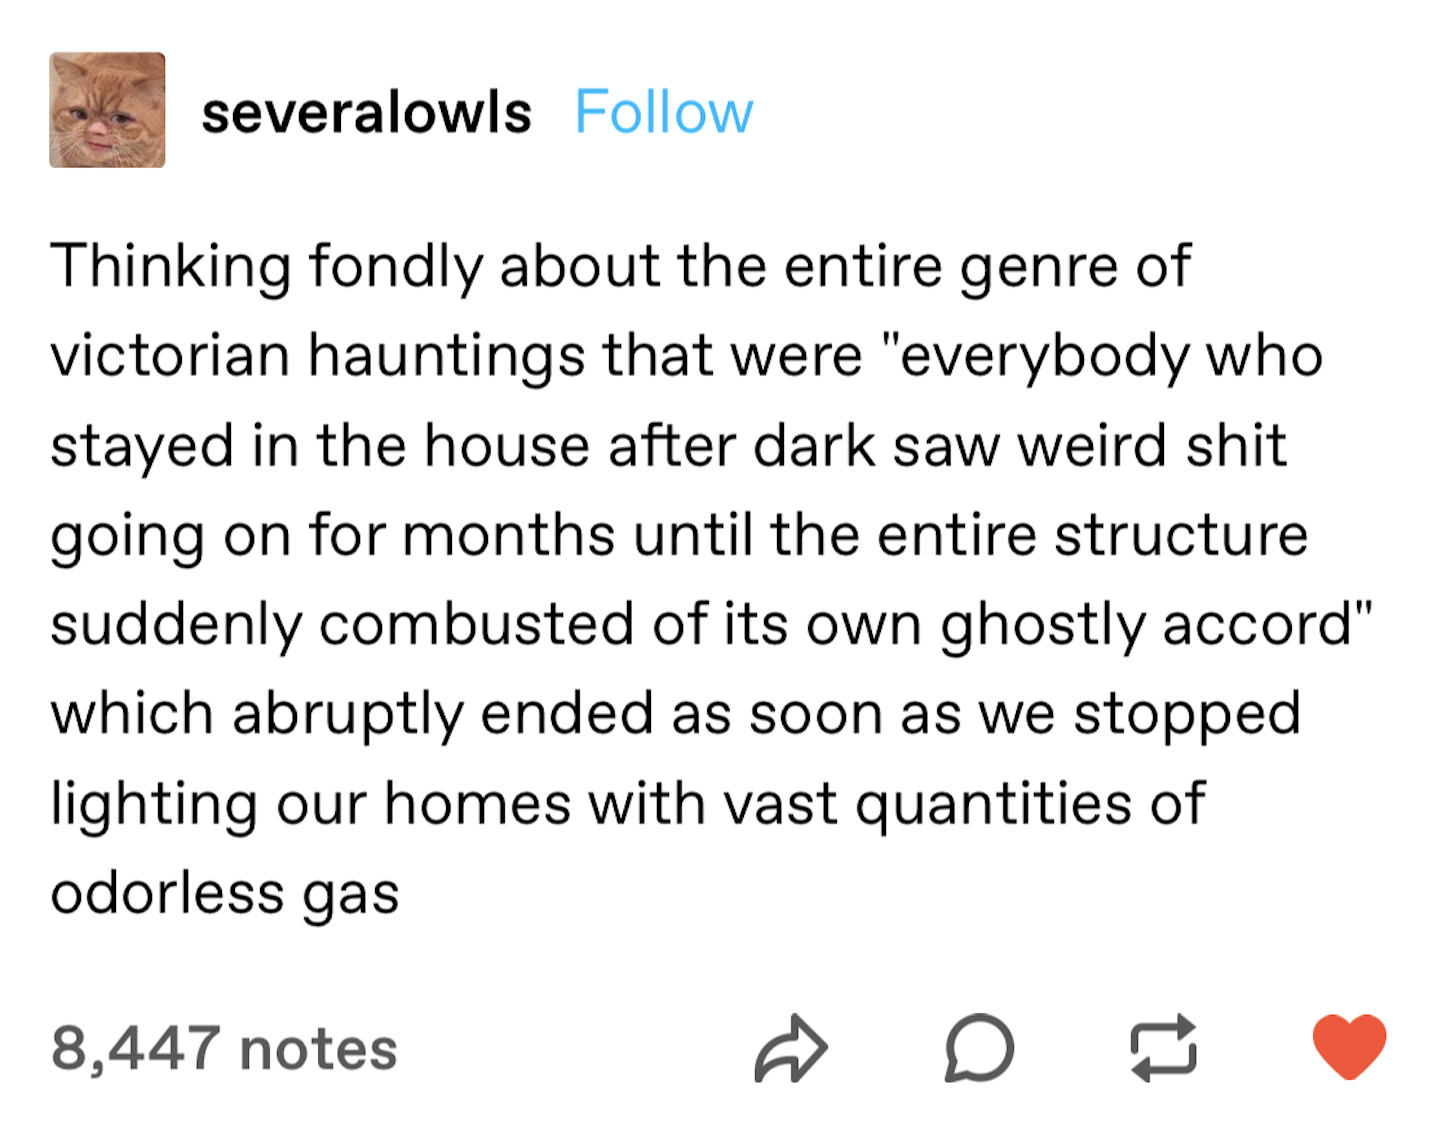 severalowls Follow
Thinking fondly about the entire genre of
victorian hauntings that were "everybody who
stayed in the house after dark saw weird shit
going on for months until the entire structure
suddenly combusted of its own ghostly accord"
which abruptly ended as soon as we stopped
lighting our homes with vast quantities of
odorless gas
8,447 notes